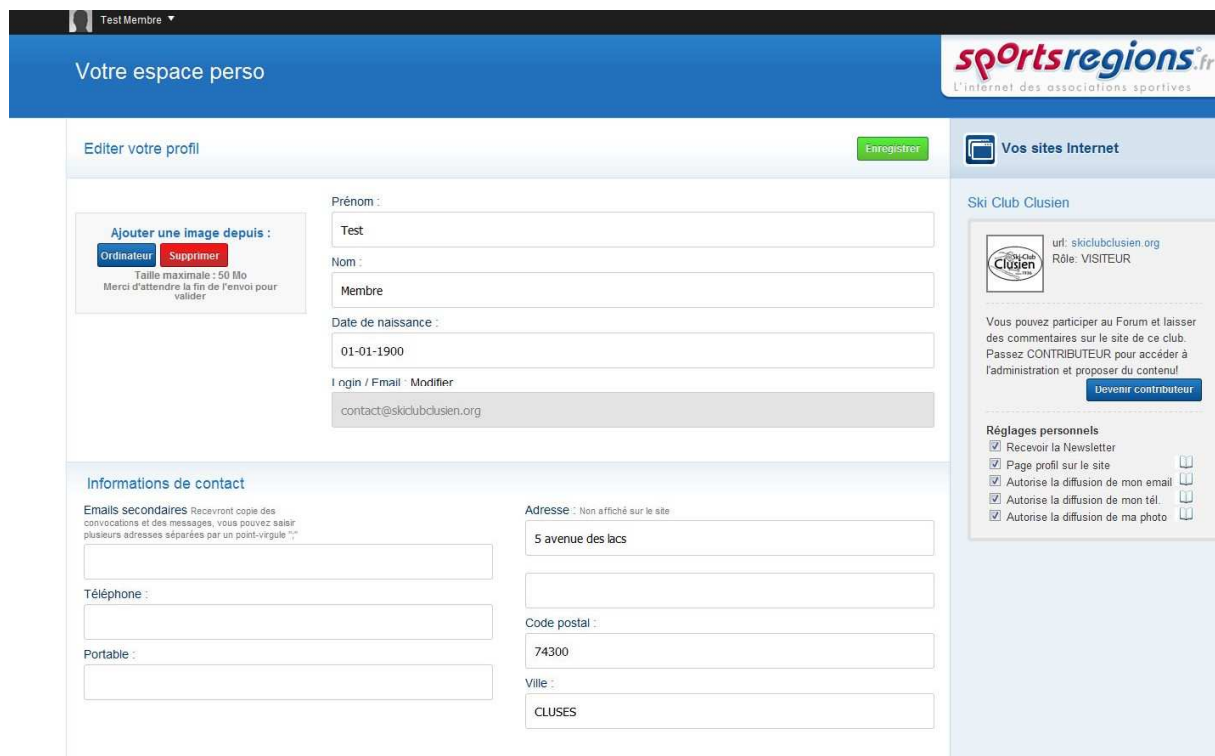 Test Membre
Votre espace perso
sportsregions.fr
L'internet des associations sportives
Editer votre profil
Enregistrer
Ajouter une image depuis :
Ordinateur Supprimer
Taille maximale : 50 Mo
Merci d'attendre la fin de l'envoi pour
valider
Prénom :
Test
Nom :
Membre
Date de naissance :
01-01-1900
Login / Email : Modifier
contact@skiclubclusien.org
Informations de contact
Emails secondaires Recevront copie des
convocations et des messages, vous pouvez saisir
plusieurs adresses séparées par un point-virgule ";"
Téléphone :
Portable :
Adresse : Non affiché sur le site
5 avenue des lacs
Code postal :
74300
Ville :
CLUSES
Vos sites Internet
Ski Club Clusien
Ski-Club
Clusien
url: skiclubclusien.org
Rôle: VISITEUR
Vous pouvez participer au Forum et laisser
des commentaires sur le site de ce club.
Passez CONTRIBUTEUR pour accéder à
l'administration et proposer du contenu!
Devenir contributeur
Réglages personnels
Recevoir la Newsletter
Page profil sur le site
Autorise la diffusion de mon email
Autorise la diffusion de mon tél.
Autorise la diffusion de ma photo